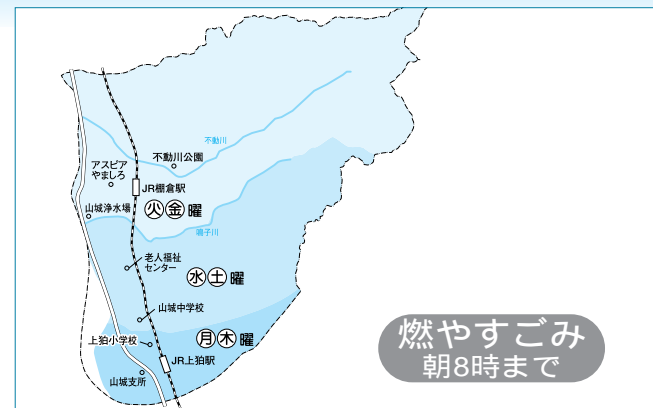 不動川
不動川公園
アスピア
やましろ
JR棚倉駅
山城浄水場
火金曜
鳴子川
老人福祉
センター
水土曜
山城中学校
月木曜
上狛小学校
JR上狛駅
山城支所
燃やすごみ
朝8時まで